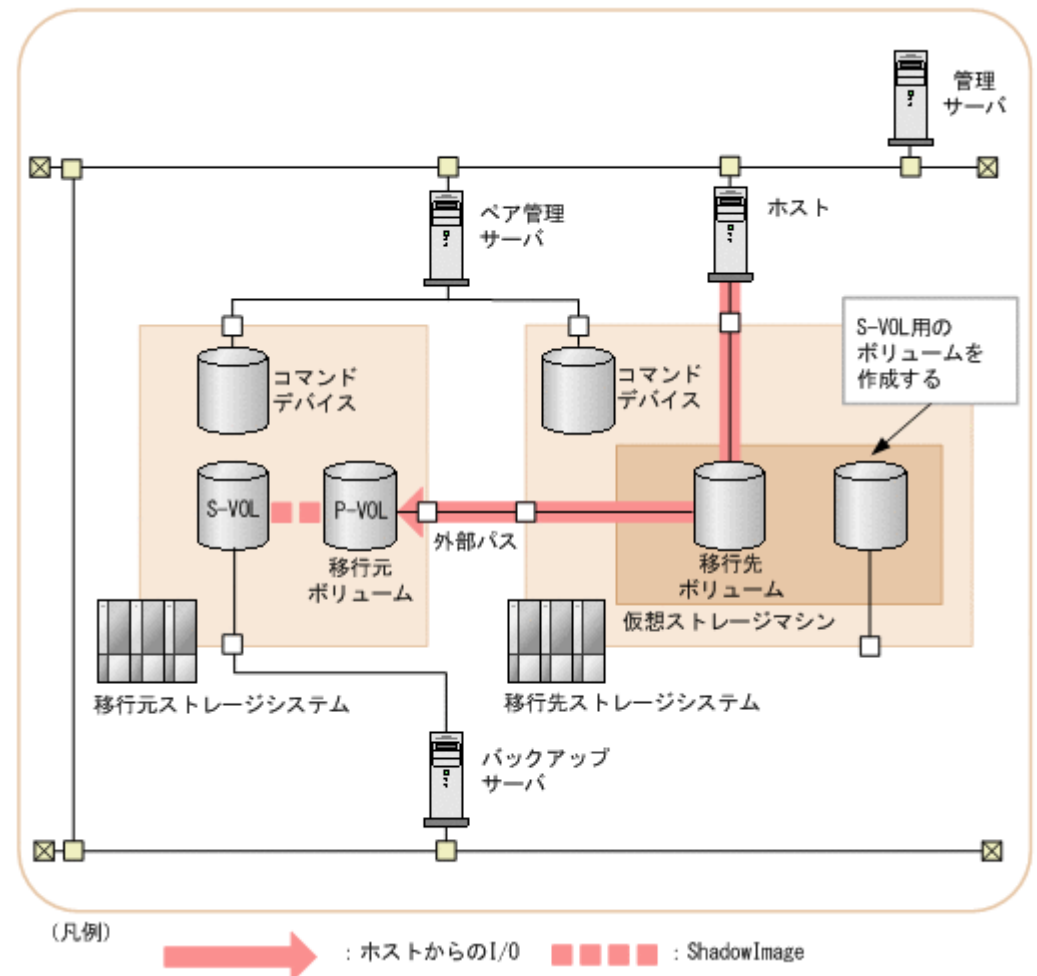 管理
サーバ
ペア管理
サーバ
ホスト
S-VOL用の
ボリュームを
作成する
コマンド
デバイス
コマンド
デバイス
S-VOL
P-VOL
外部パス
移行元
ボリューム
移行先
ボリューム
仮想ストレージマシン
移行元ストレージシステム
移行先ストレージシステム
バックアップ
サーバ
(凡例)
：ホストからのI/O
：ShadowImage